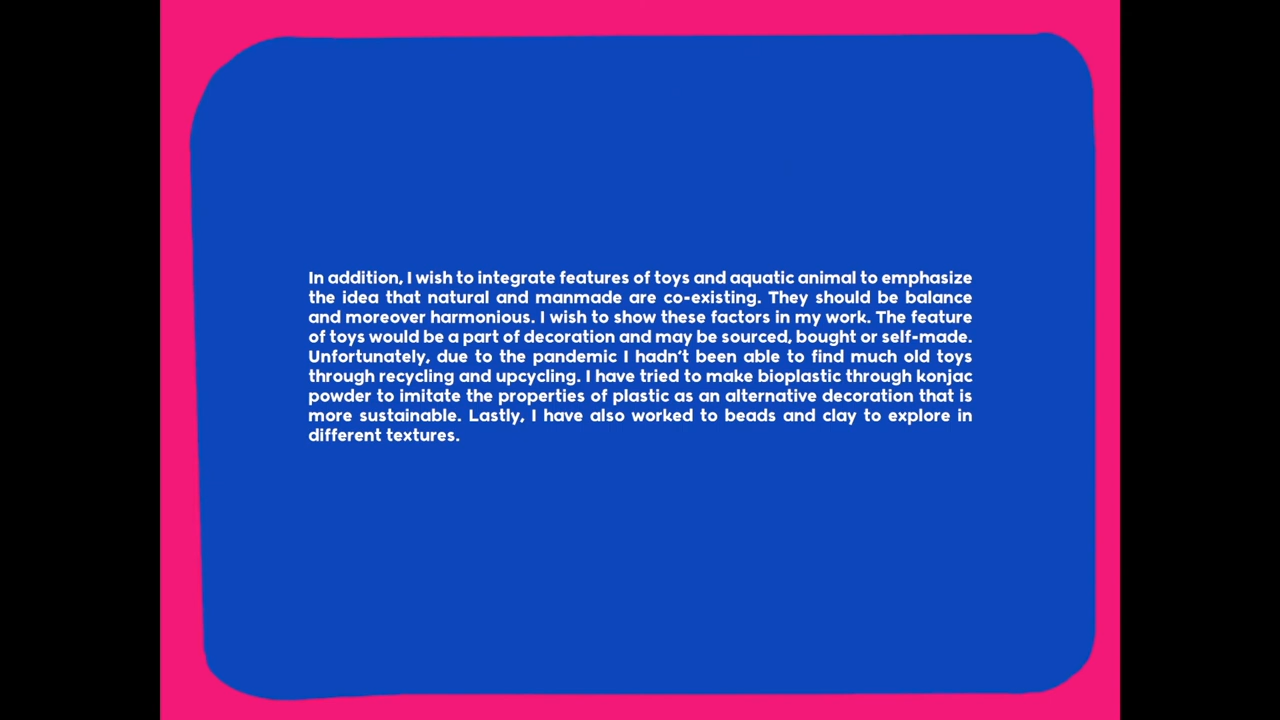 In addition, I wish to integrate features of toys and aquatic animal to emphasize
the idea that natural and manmade are co-existing. They should be balance
and moreover harmonious. I wish to show these factors in my work. The feature
of toys would be a part of decoration and may be sourced, bought or self-made.
Unfortunately, due to the pandemic I hadn't been able to find much old toys
through recycling and upcycling. I have tried to make bioplastic through konjac
powder to imitate the properties of plastic as an alternative decoration that is
more sustainable. Lastly, I have also worked to beads and clay to explore in
different textures.